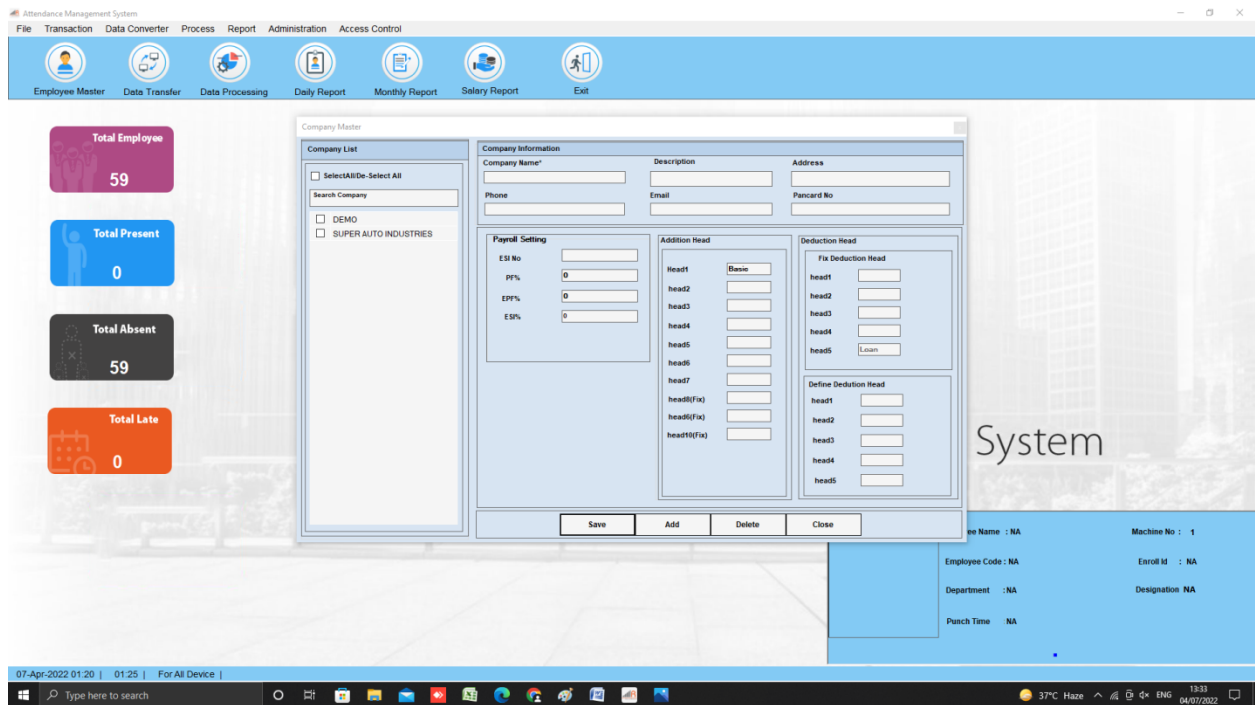 Attendance Management System
File Transaction Data Converter Process Report Administration Access Control
Employee Master Data Transfer Data Processing Daily Report Monthly Report Salary Report Exit
Total Employee
59
Total Present
0
Total Absent
59
Total Late
0
Company Master
Company List
SelectAll/De-Select All
Search Company
DEMO
SUPER AUTO INDUSTRIES
Company Information
Company Name* Description Address
Phone Email Pancard No
Payroll Setting
ESI No
PF% 0
EPF% 0
ESI% 0
Addition Head
Head1 Basic
head2
head3
head4
head5
head6
head7
head8(Fix)
head6(Fix)
head10(Fix)
Deduction Head
Fix Deduction Head
head1
head2
head3
head4
head5 Loan
Define Dedution Head
head1
head2
head3
head4
head5
Save Add Delete Close
System
ee Name : NA Machine No : 1
Employee Code : NA Enroll Id : NA
Department : NA Designation NA
Punch Time NA
07-Apr-2022 01:20 | 01:25 | For All Device |
Type here to search
37°C Haze ENG
13:33
04/07/2022